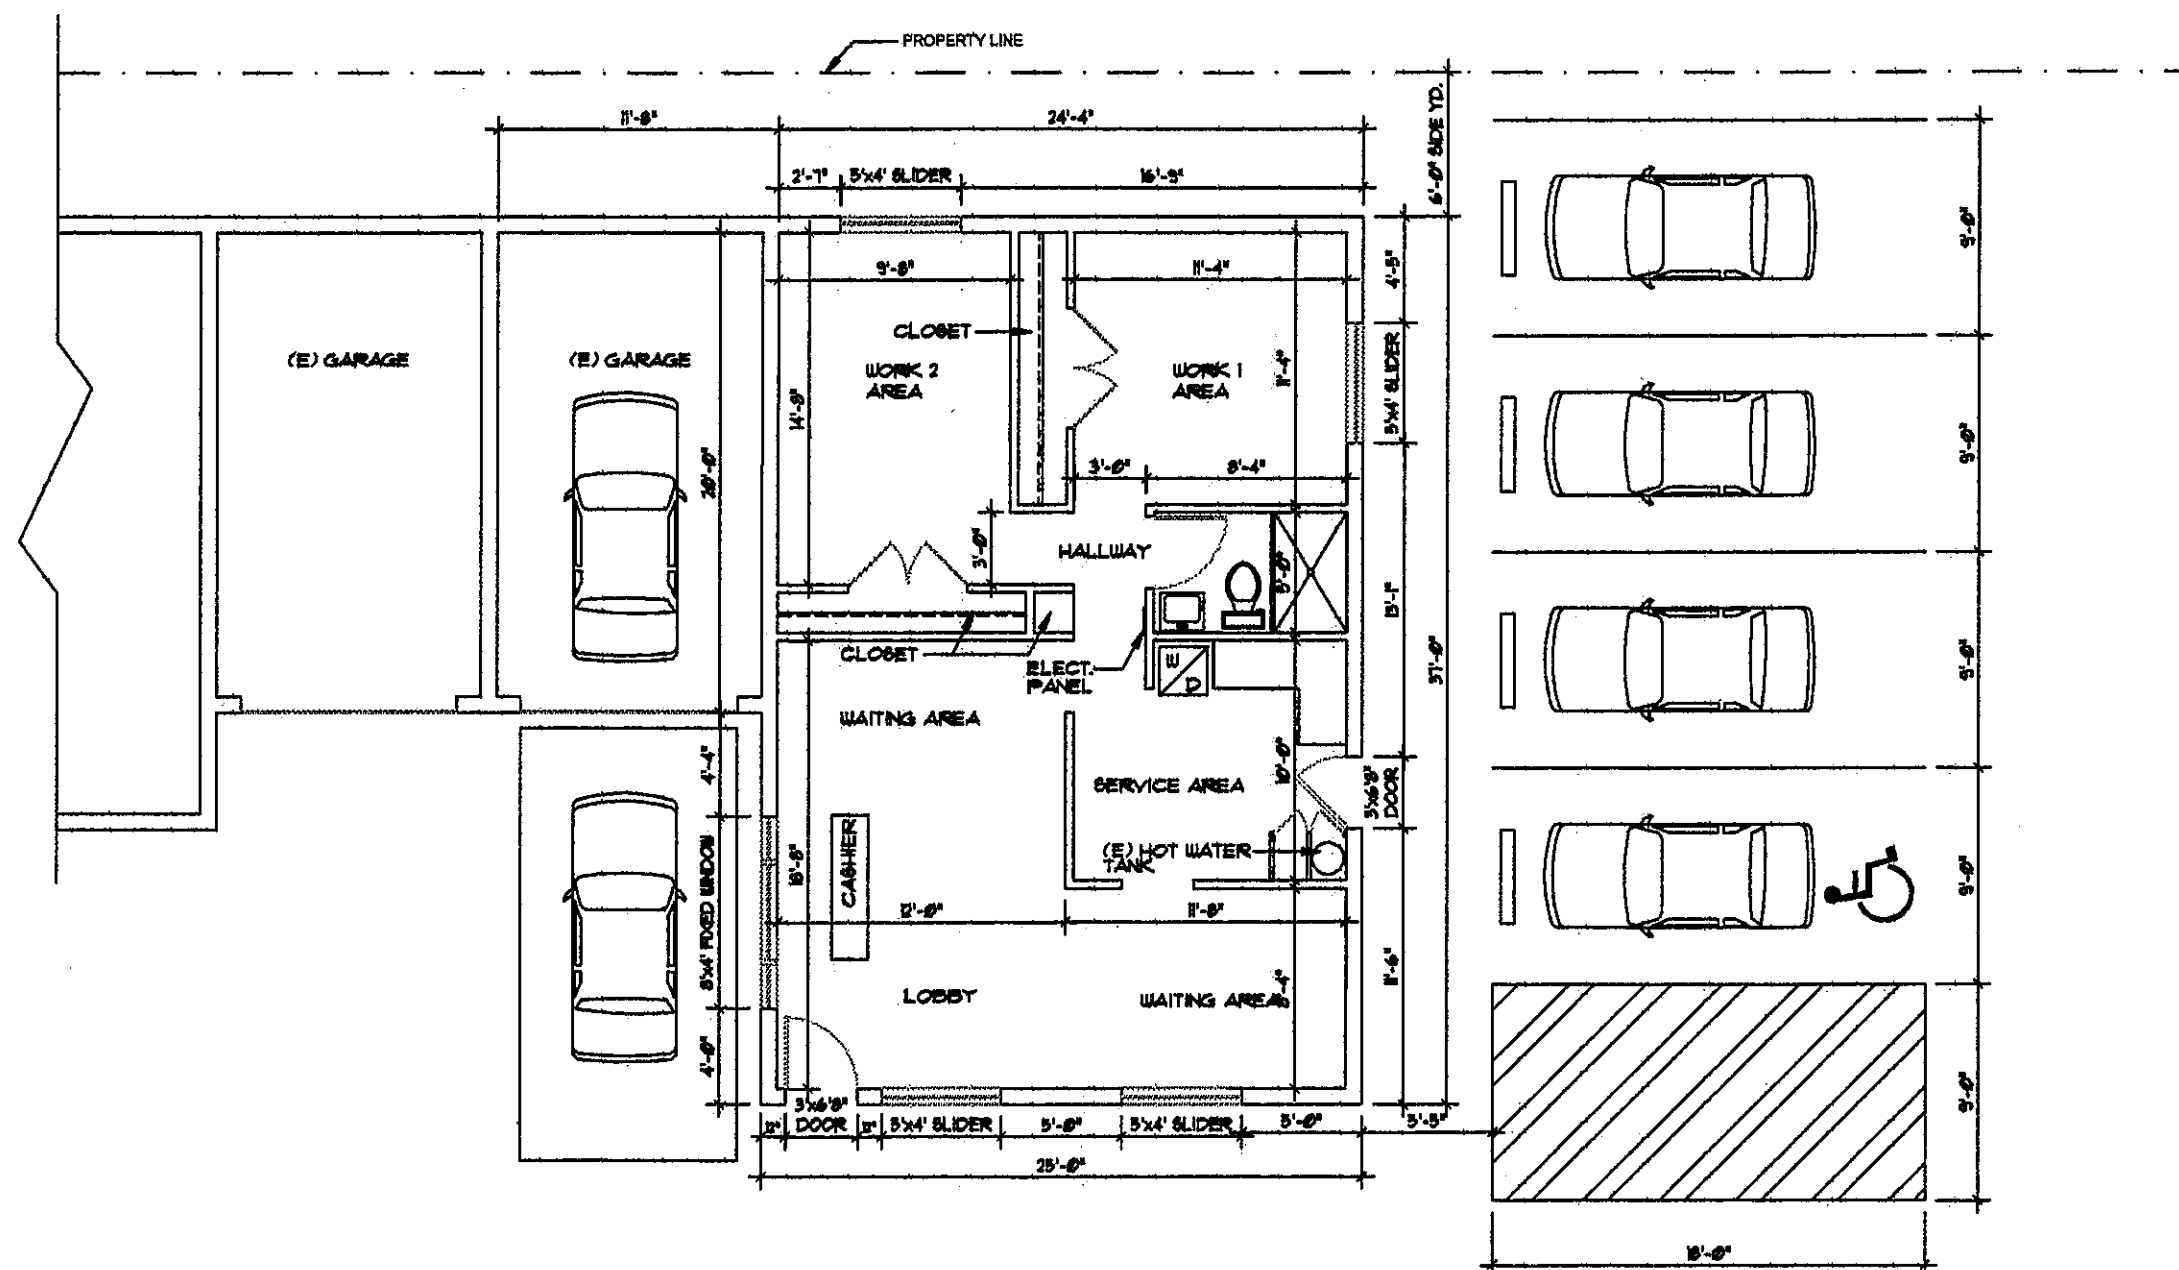 PROPERTY LINE
11'-8"
24'-4"
6'-0" SIDE YD.
2'-7"
5'x4' SLIDER
16'-9"
9'-0"
9'-8"
11'-4"
4'-5"
CLOSET
(E) GARAGE
(E) GARAGE
WORK 2
AREA
WORK 1
AREA
11'-4"
5'x4' SLIDER
14'-8"
20'-0"
3'-0"
8'-4"
9'-0"
3'-0"
HALLWAY
5'-0"
13'-1"
37'-0"
CLOSET
ELECT.
PANEL
W
D
9'-0"
WAITING AREA
4'-4"
10'-0"
SERVICE AREA
3'x6'8"
DOOR
18'-8"
CASHIER
(E) HOT WATER
TANK
8'x4' FIXED WINDOW
12'-0"
11'-8"
9'-0"
11'-6"
LOBBY
WAITING AREA
4'-0"
3'x6'8"
DOOR
12"
12"
5'x4' SLIDER
5'-0"
5'x4' SLIDER
5'-0"
5'-5"
9'-0"
25'-0"
18'-0"